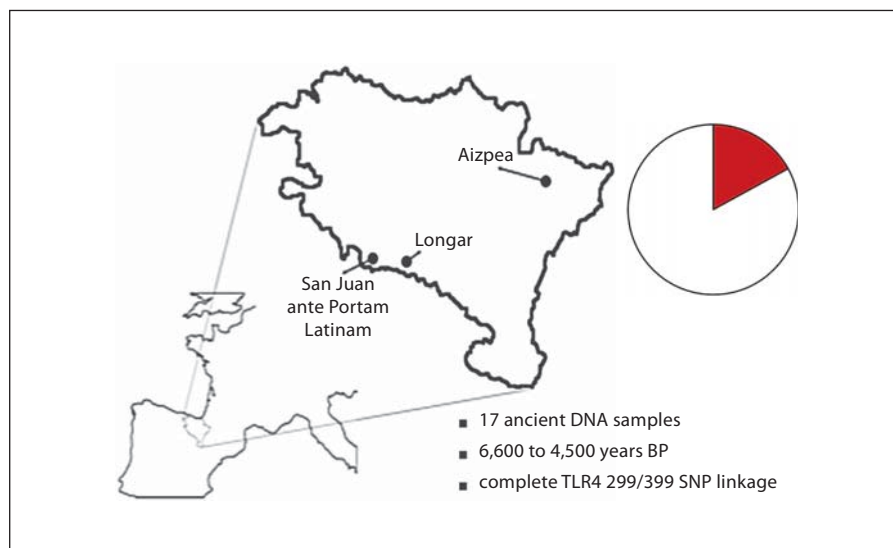 Aizpea
Longar
San Juan
ante Portam
Latinam
▪ 17 ancient DNA samples
▪ 6,600 to 4,500 years BP
▪ complete TLR4 299/399 SNP linkage